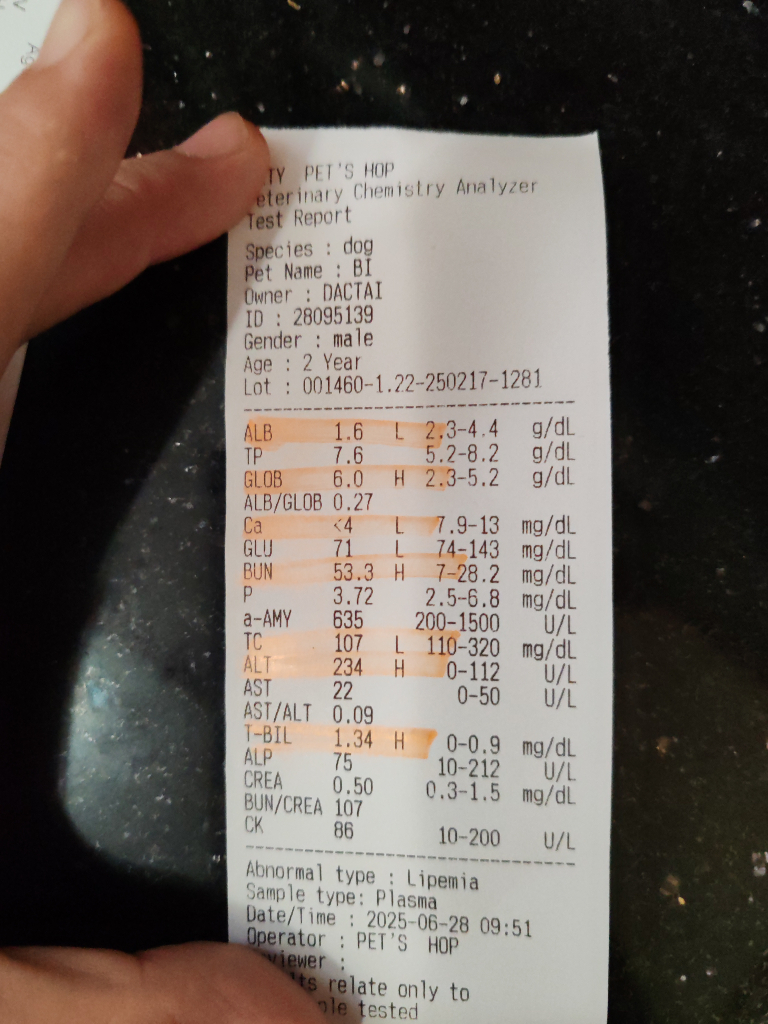 PET'S HOP
Veterinary Chemistry Analyzer
Test Report
Species : dog
Pet Name : BI
Owner : DACTAI
ID : 28095139
Gender : male
Age : 2 Year
Lot : 001460-1.22-250217-1281
ALB 1.6 L 2.3-4.4 g/dL
TP 7.6 5.2-8.2 g/dL
GLOB 6.0 H 2.3-5.2 g/dL
ALB/GLOB 0.27
Ca <4 L 7.9-13 mg/dL
GLU 71 L 74-143 mg/dL
BUN 53.3 H 7-28.2 mg/dL
P 3.72 2.5-6.8 mg/dL
a-AMY 635 200-1500 U/L
TC 107 L 110-320 mg/dL
ALT 234 H 0-112 U/L
AST 22 0-50 U/L
AST/ALT 0.09
T-BIL 1.34 H 0-0.9 mg/dL
ALP 75 10-212 U/L
CREA 0.50 0.3-1.5 mg/dL
BUN/CREA 107
CK 86 10-200 U/L
Abnormal type : Lipemia
Sample type: Plasma
Date/Time : 2025-06-28 09:51
Operator : PET'S HOP
relate only to
tested